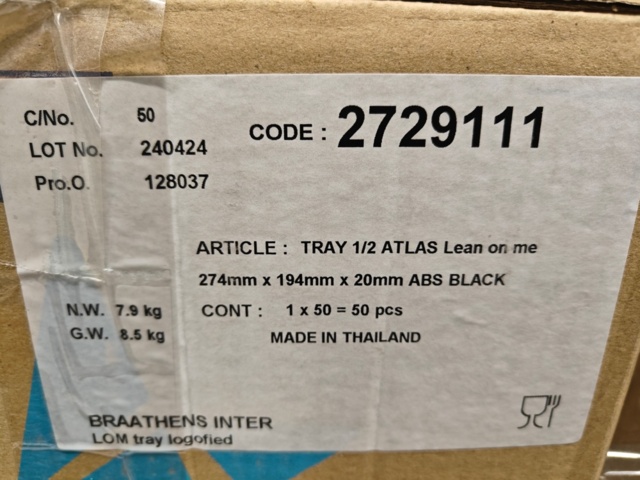 C/No. 50
CODE : 2729111
LOT No. 240424
Pro.O. 128037
ARTICLE : TRAY 1/2 ATLAS Lean on me
274mm x 194mm x 20mm ABS BLACK
N.W. 7.9 kg
CONT : 1 x 50 = 50 pcs
G.W. 8.5 kg
MADE IN THAILAND
BRAATHENS INTER
LOM tray logofied